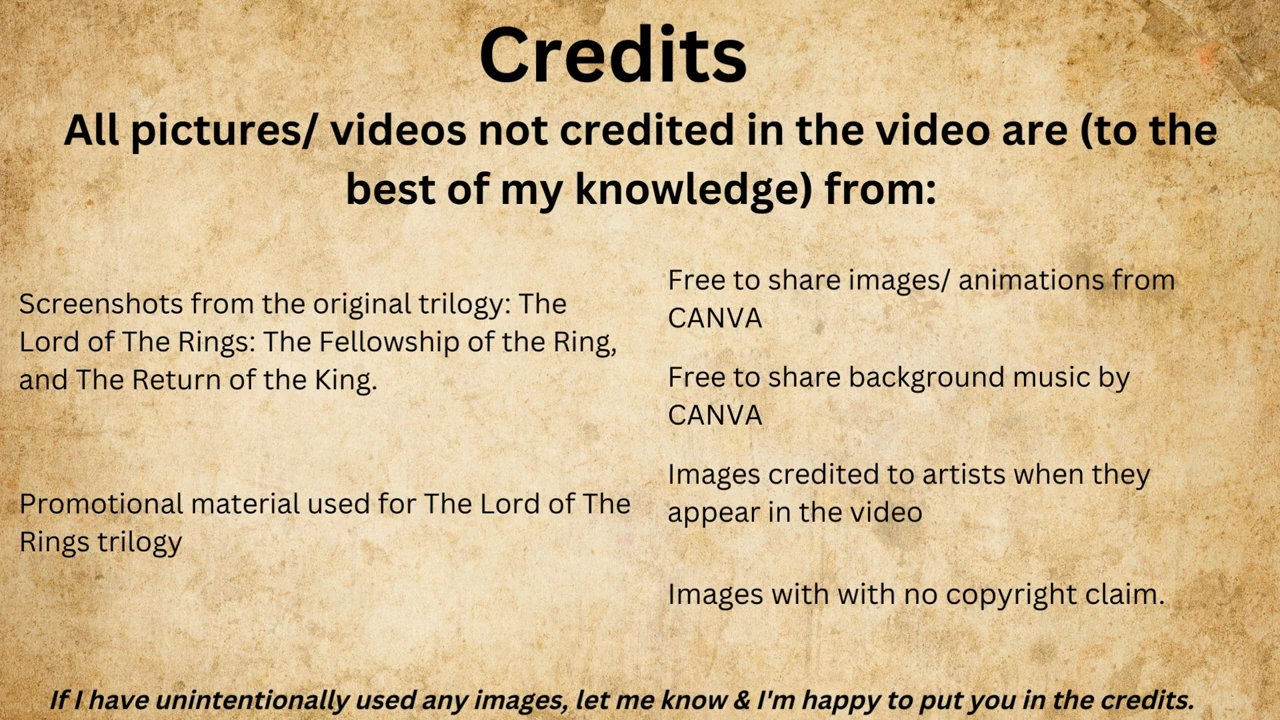 Credits
All pictures/ videos not credited in the video are (to the
best of my knowledge) from:
Screenshots from the original trilogy: The
Lord of The Rings: The Fellowship of the Ring,
and The Return of the King.
Promotional material used for The Lord of The
Rings trilogy
Free to share images/ animations from
CANVA
Free to share background music by
CANVA
Images credited to artists when they
appear in the video
Images with with no copyright claim.
If I have unintentionally used any images, let me know & I'm happy to put you in the credits.